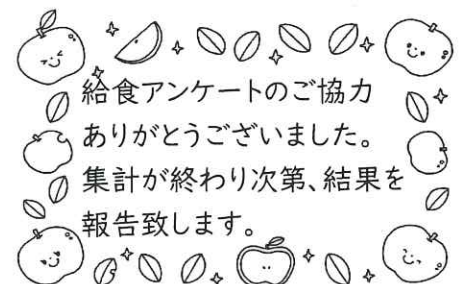 給食アンケートのご協力
ありがとうございました。
集計が終わり次第、結果を
報告致します。